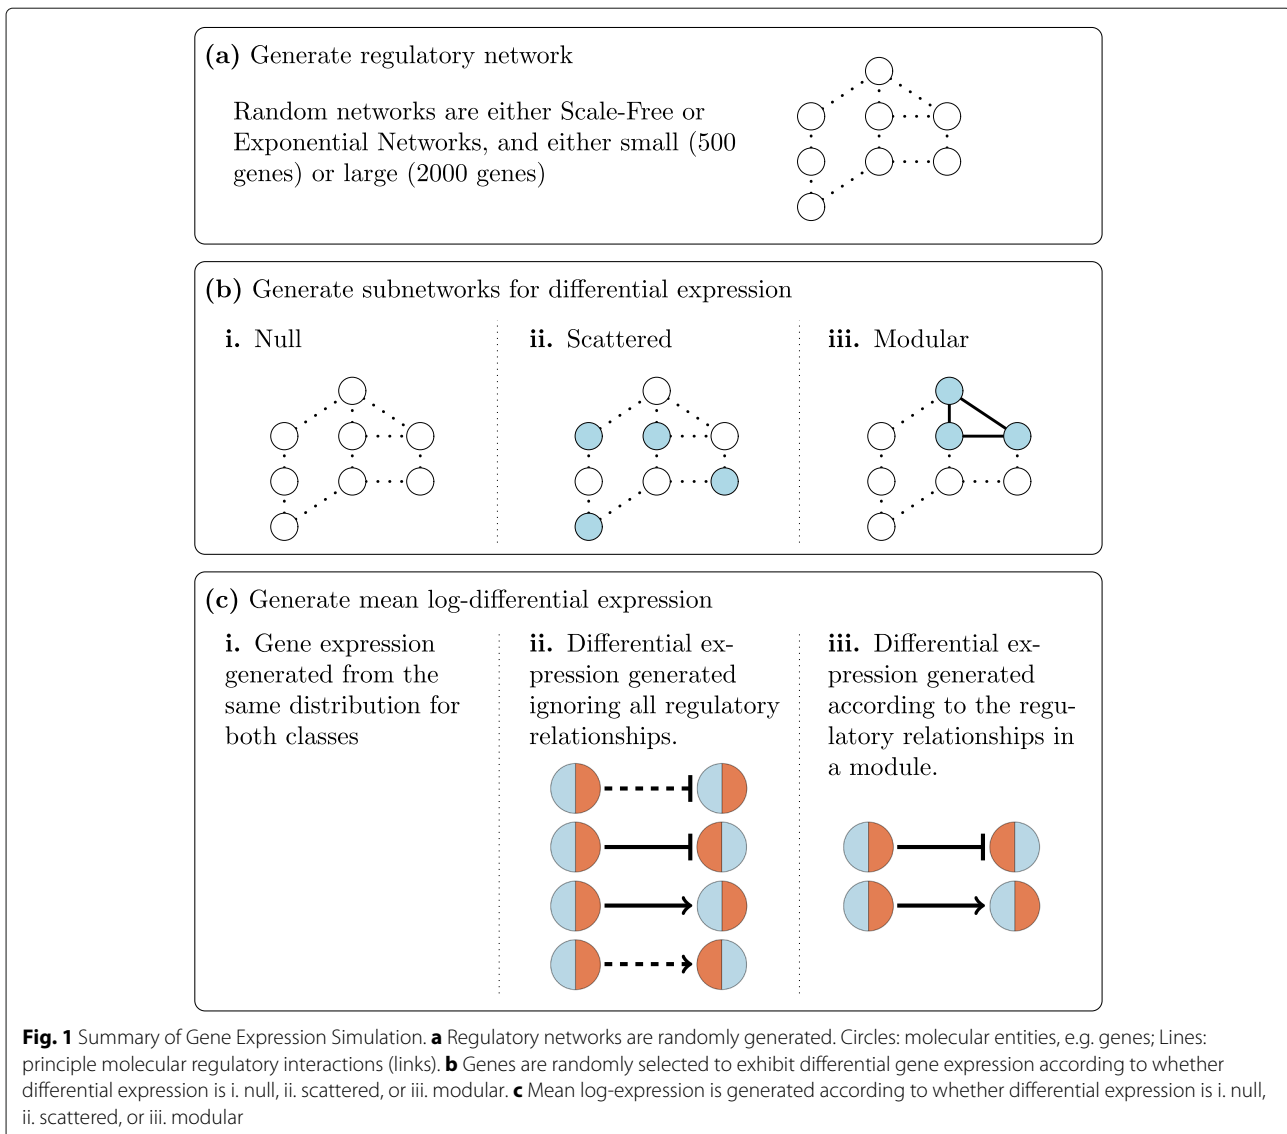 (a) Generate regulatory network
Random networks are either Scale-Free or
Exponential Networks, and either small (500
genes) or large (2000 genes)
(b) Generate subnetworks for differential expression
i. Null
ii. Scattered
iii. Modular
(c) Generate mean log-differential expression
i. Gene expression
generated from the
same distribution for
both classes
ii. Differential ex-
pression generated
ignoring all regulatory
relationships.
iii. Differential ex-
pression generated
according to the regu-
latory relationships in
a module.
Fig. 1 Summary of Gene Expression Simulation. a Regulatory networks are randomly generated. Circles: molecular entities, e.g. genes; Lines:
principle molecular regulatory interactions (links). b Genes are randomly selected to exhibit differential gene expression according to whether
differential expression is i. null, ii. scattered, or iii. modular. c Mean log-expression is generated according to whether differential expression is i. null,
ii. scattered, or iii. modular